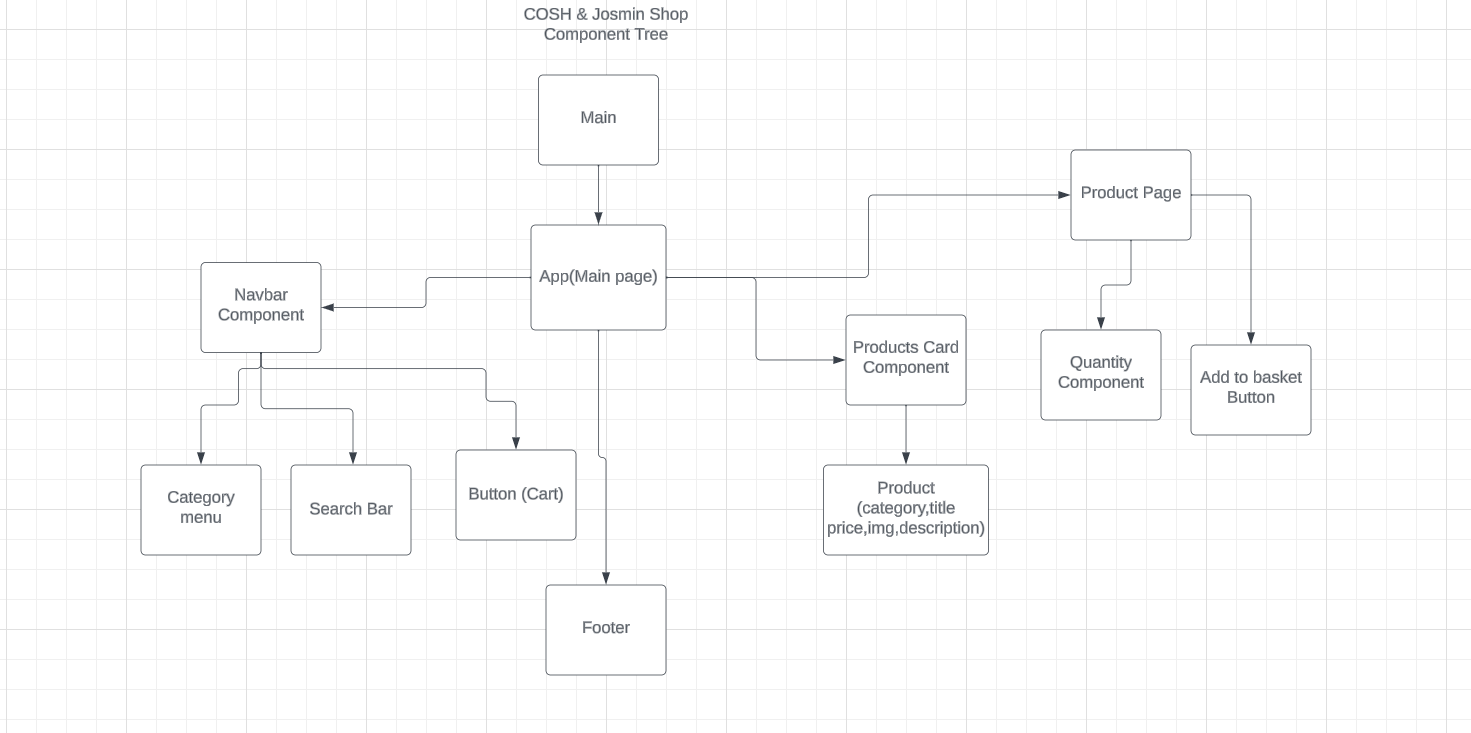 COSH & Josmin Shop
Component Tree
Main
Product Page
App(Main page)
Navbar
Component
Products Card
Component
Quantity
Component
Add to basket
Button
Category
menu
Search Bar
Button (Cart)
Product
(category,title
price,img,description)
Footer